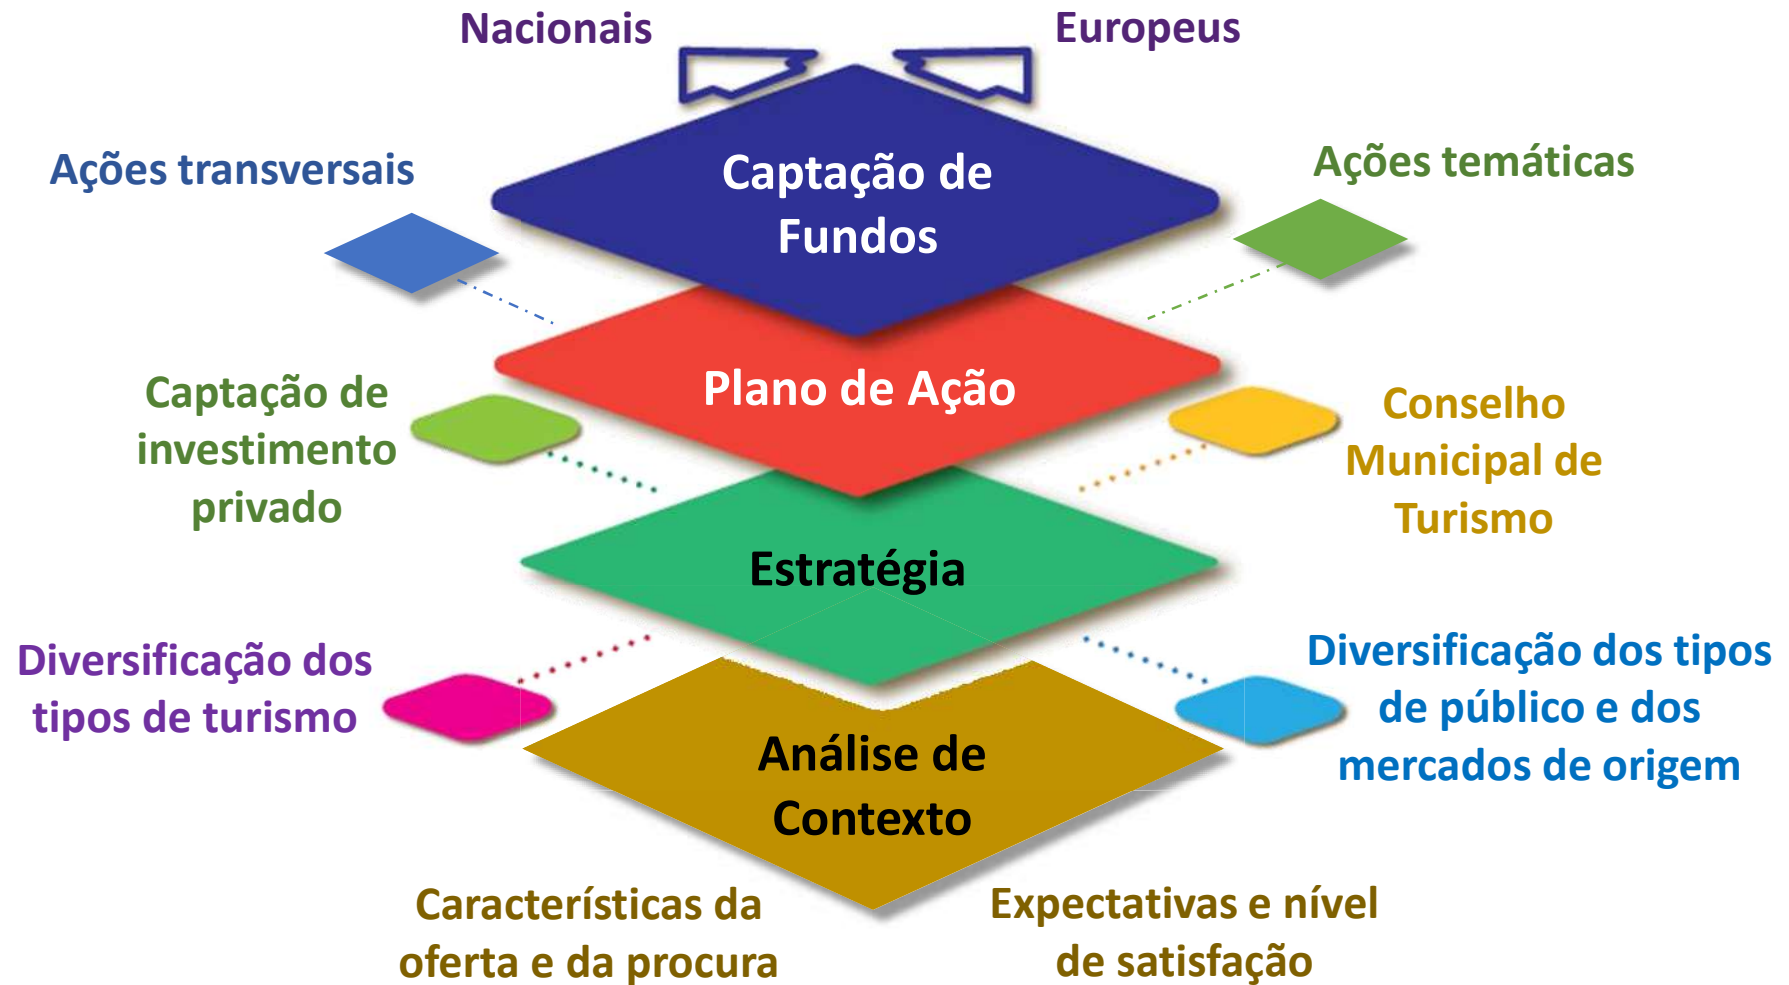 Nacionais
Europeus
Ações transversais
Captação de
Fundos
Ações temáticas
Captação de
investimento
privado
Plano de Ação
Conselho
Municipal de
Turismo
Estratégia
Diversificação dos
tipos de turismo
Diversificação dos tipos
de público e dos
mercados de origem
Análise de
Contexto
Características da
oferta e da procura
Expectativas e nível
de satisfação